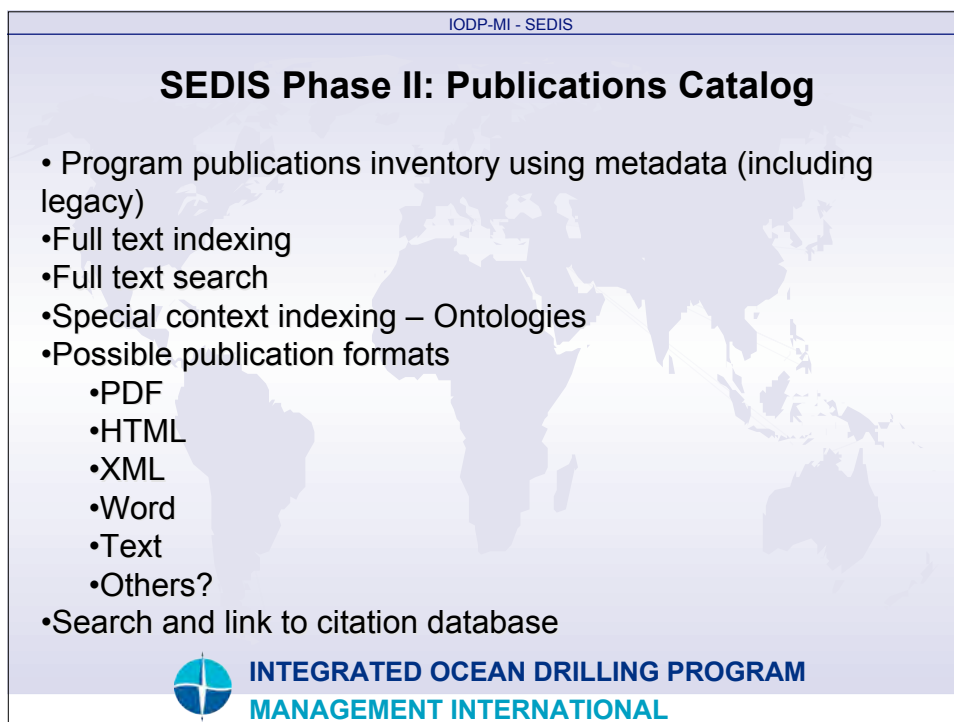 IODP-MI - SEDIS
SEDIS Phase II: Publications Catalog
• Program publications inventory using metadata (including
legacy)
•Full text indexing
•Full text search
•Special context indexing – Ontologies
•Possible publication formats
•PDF
•HTML
•XML
•Word
•Text
•Others?
•Search and link to citation database
INTEGRATED OCEAN DRILLING PROGRAM
MANAGEMENT INTERNATIONAL